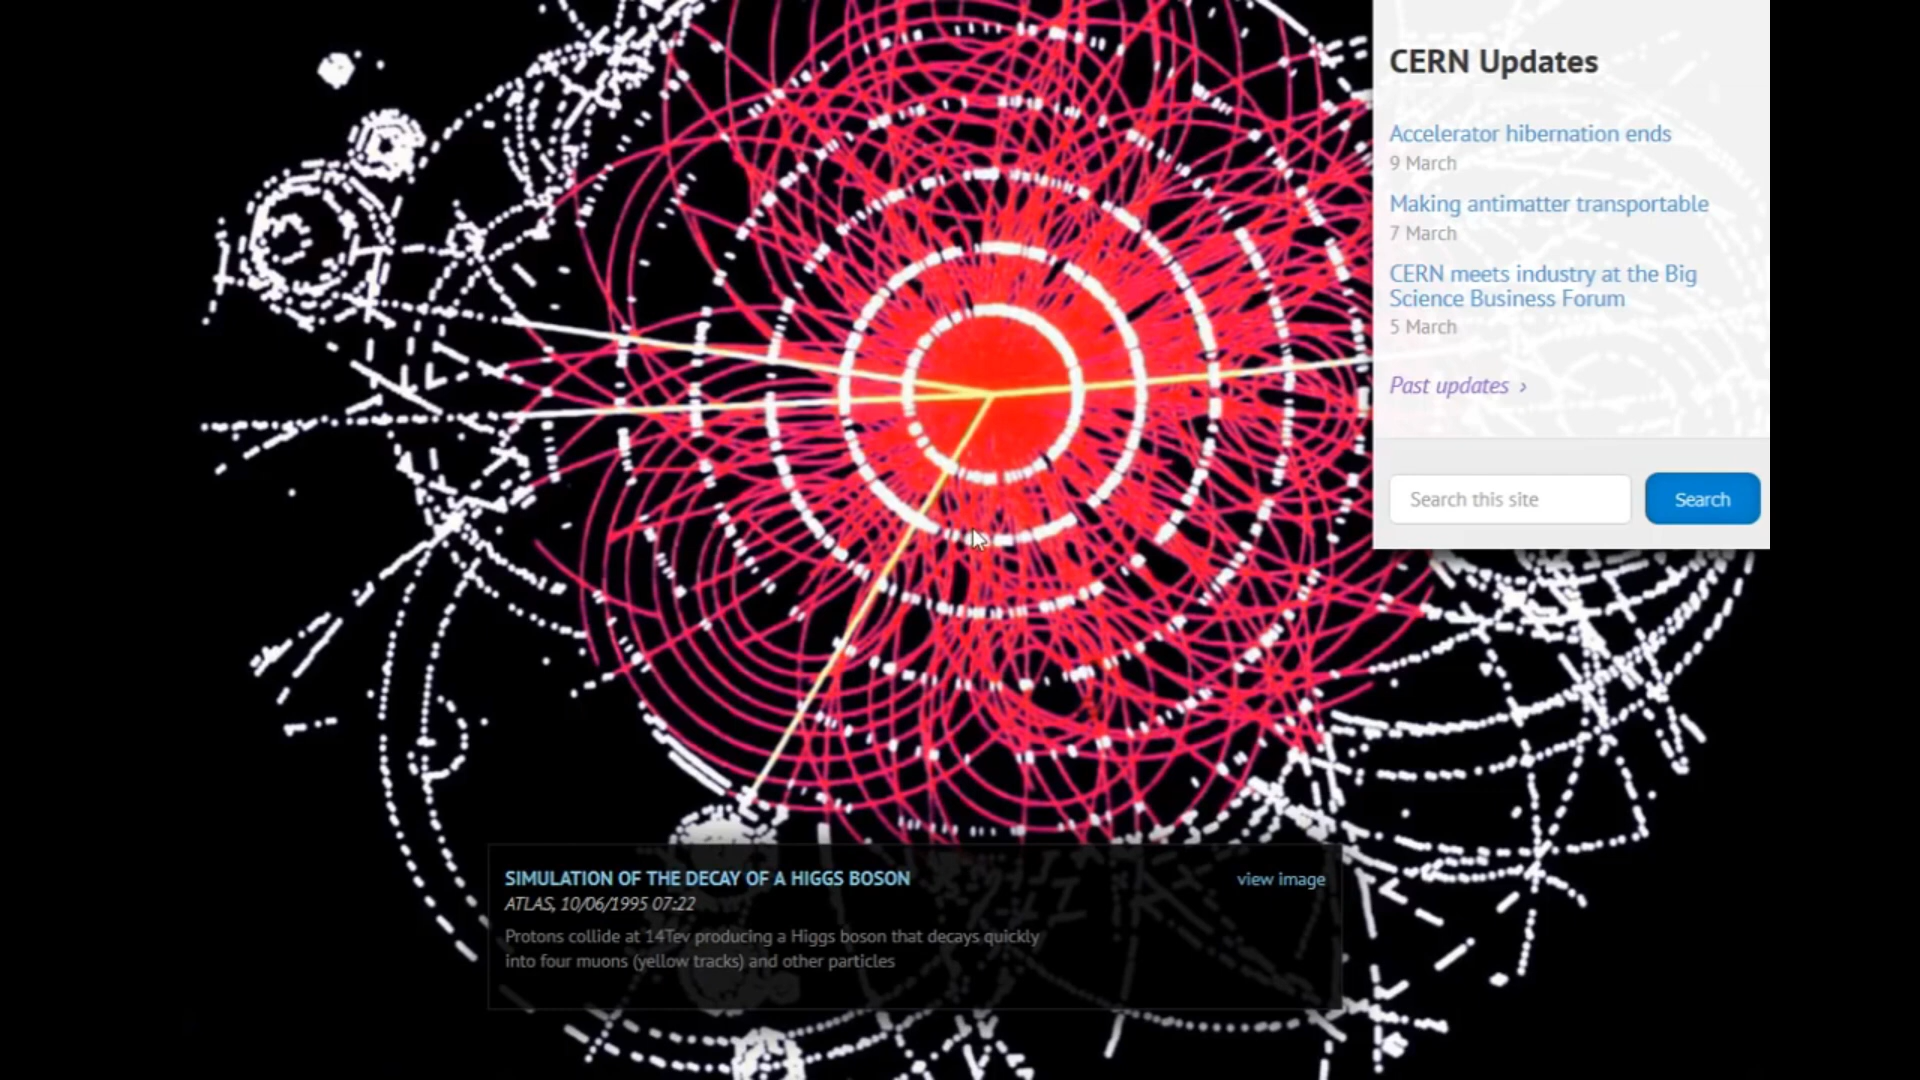 CERN Updates
Accelerator hibernation ends
9 March
Making antimatter transportable
7 March
CERN meets industry at the Big
Science Business Forum
5 March
Past updates ›
Search this site
Search
SIMULATION OF THE DECAY OF A HIGGS BOSON
view image
ATLAS, 10/06/1995 07:22
Protons collide at 14Tev producing a Higgs boson that decays quickly
into four muons (yellow tracks) and other particles